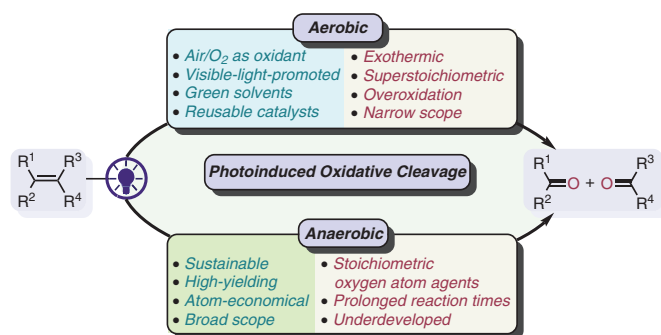 Aerobic
• Air/O₂ as oxidant
• Visible-light-promoted
• Green solvents
• Reusable catalysts
• Exothermic
• Superstoichiometric
• Overoxidation
• Narrow scope
R¹ R³
R² R⁴
Photoinduced Oxidative Cleavage
R¹ R³
O + O
R² R⁴
Anaerobic
• Sustainable
• High-yielding
• Atom-economical
• Broad scope
• Stoichiometric
oxygen atom agents
• Prolonged reaction times
• Underdeveloped